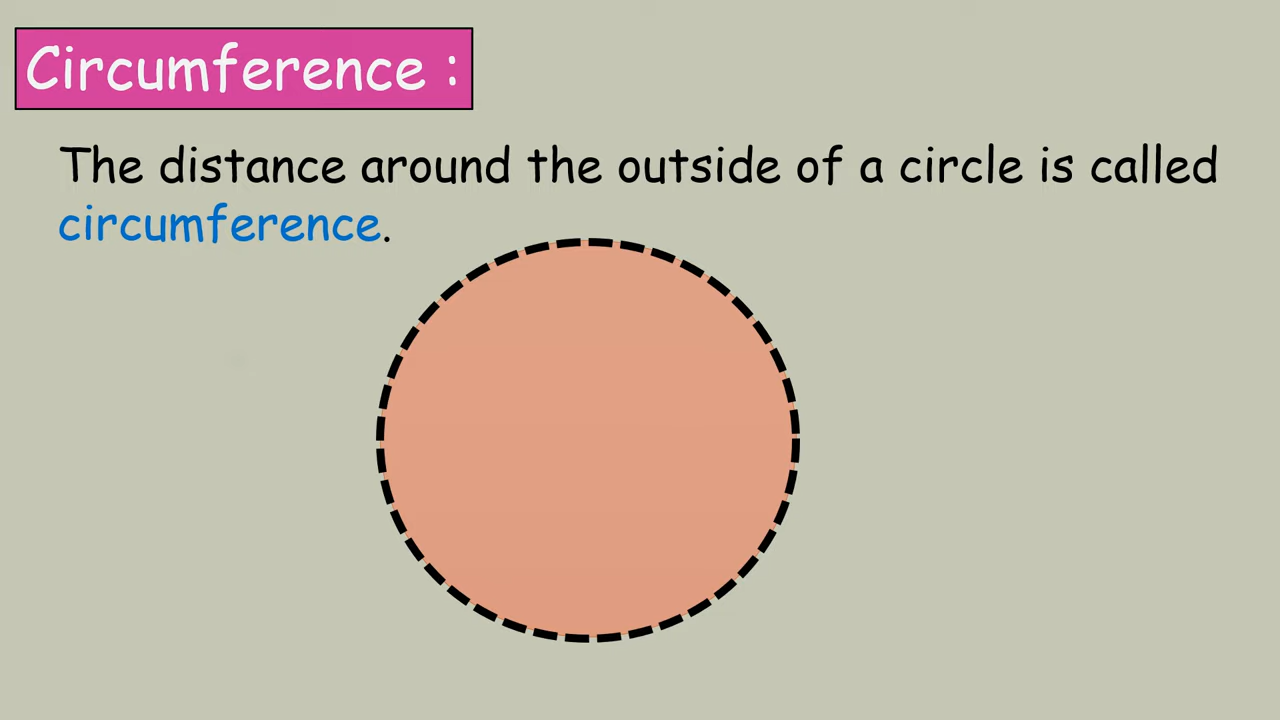 Circumference :
The distance around the outside of a circle is called
circumference.